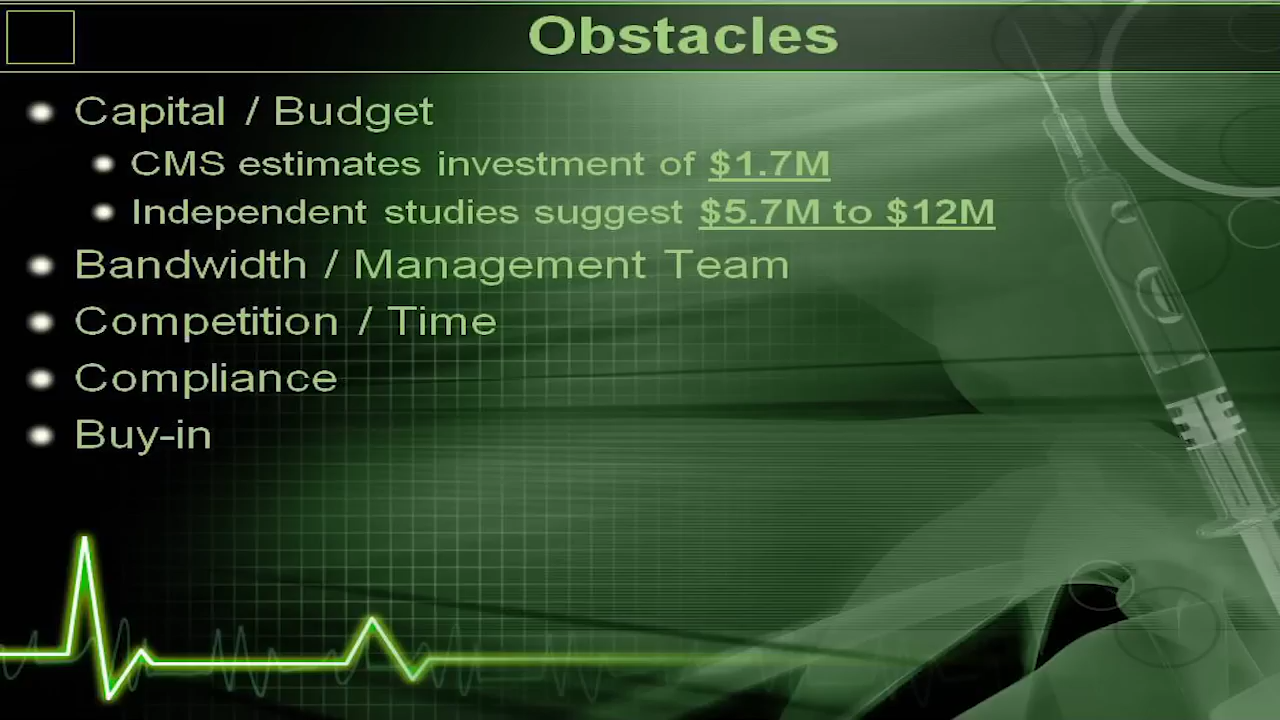 Obstacles
Capital / Budget
CMS estimates investment of $1.7M
Independent studies suggest $5.7M to $12M
Bandwidth / Management Team
Competition / Time
Compliance
Buy-in